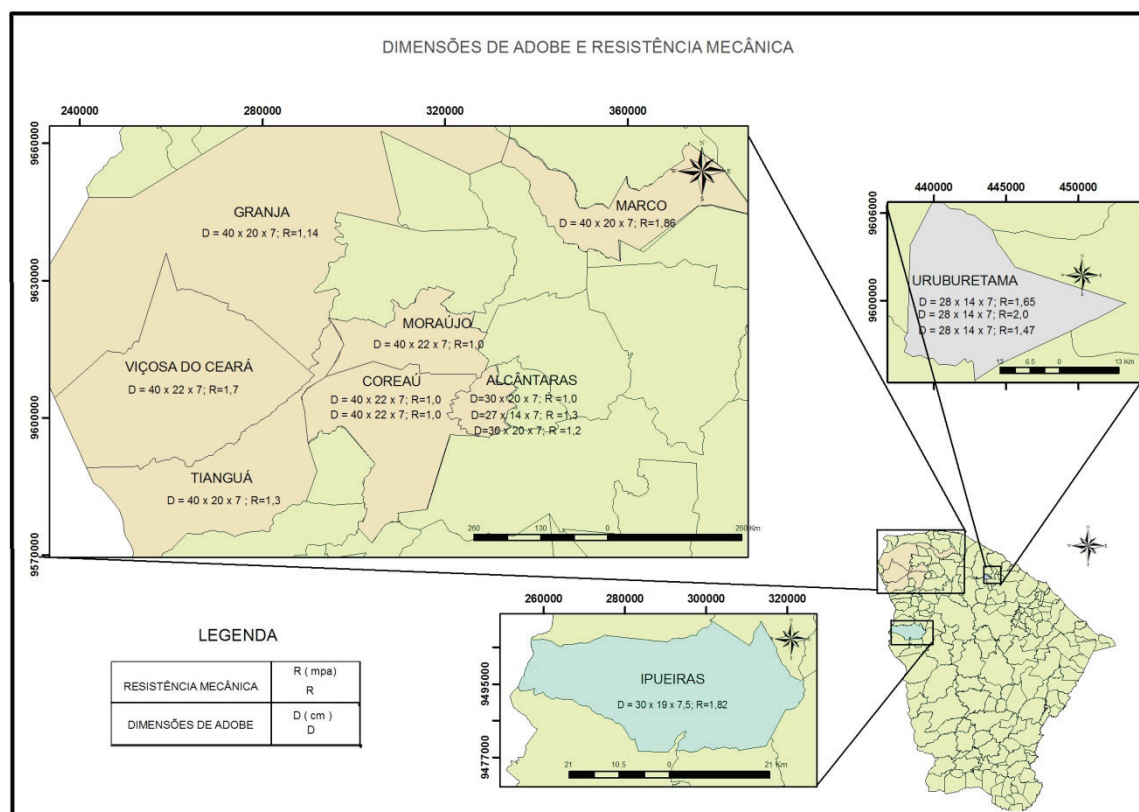 DIMENSÕES DE ADOBE E RESISTÊNCIA MECÂNICA
240000 280000 320000 360000
9660000
9630000
9600000
9570000
N
W E
S
GRANJA
D = 40 x 20 x 7; R=1,14
MARCO
D = 40 x 20 x 7; R=1,86
MORAÚJO
D = 40 x 22 x 7; R=1,0
VIÇOSA DO CEARÁ
D = 40 x 22 x 7; R=1,7
COREAÚ
D = 40 x 22 x 7; R=1,0
D = 40 x 22 x 7; R=1,0
ALCÂNTARAS
D=30 x 20 x 7; R =1,0
D=27 x 14 x 7; R =1,3
D=30 x 20 x 7; R =1,2
TIANGUÁ
D = 40 x 20 x 7 ; R=1,3
260 130 0 260 Km
440000 445000 450000
9605000
9600000
URUBURETAMA
D = 28 x 14 x 7; R=1,65
D = 28 x 14 x 7; R=2,0
D = 28 x 14 x 7; R=1,47
13 6.5 0 13 Km
260000 280000 300000 320000
9495000
9477000
IPUEIRAS
D = 30 x 19 x 7,5; R=1,82
21 10.5 0 21 Km
LEGENDA
RESISTÊNCIA MECÂNICA
R ( mpa)
R
DIMENSÕES DE ADOBE
D ( cm )
D